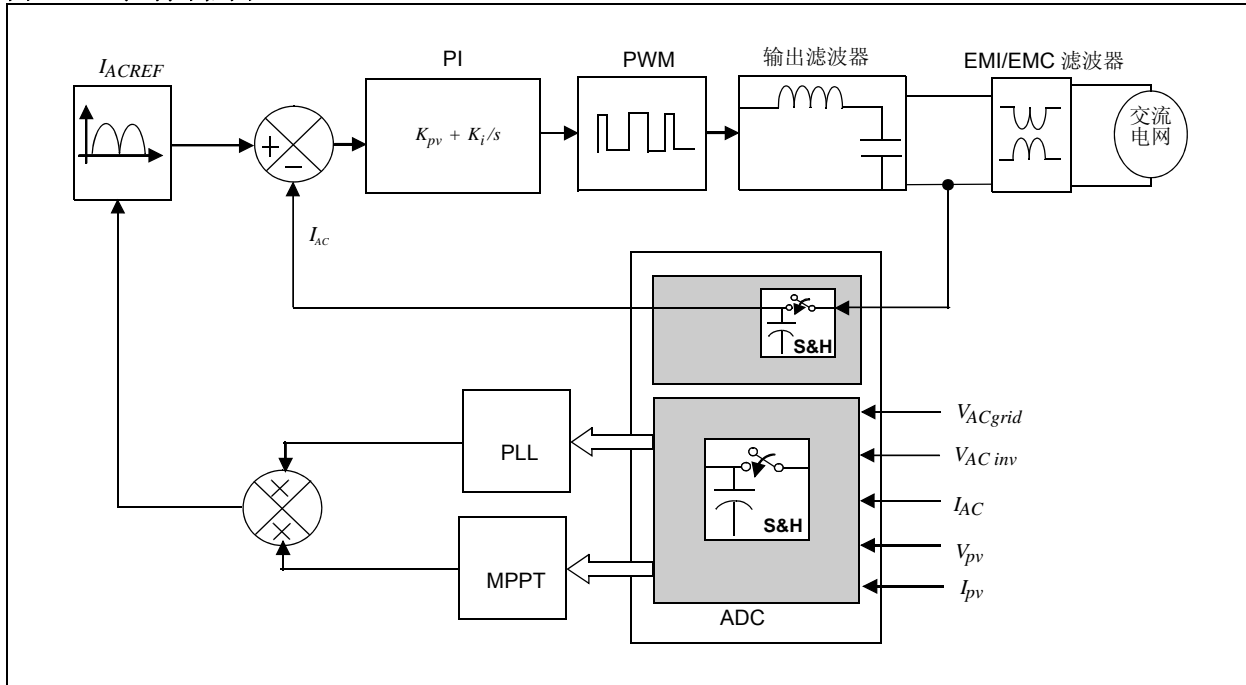 I_ACREF
PI
PWM
输出滤波器
EMI/EMC 滤波器
交流
电网
+
−
K_pv + K_i/s
I_AC
S&H
V_ACgrid
PLL
V_AC inv
S&H
I_AC
MPPT
V_pv
I_pv
ADC